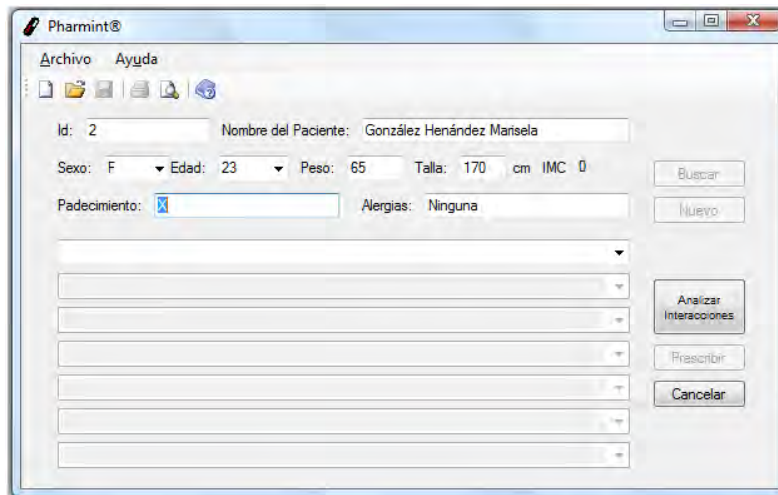 Pharmint®
Archivo Ayuda
Id: 2 Nombre del Paciente: González Henández Marisela
Sexo: F Edad: 23 Peso: 65 Talla: 170 cm IMC 0
Buscar
Padecimiento: X Alergias: Ninguna
Nuevo
Analizar
Interacciones
Prescribir
Cancelar